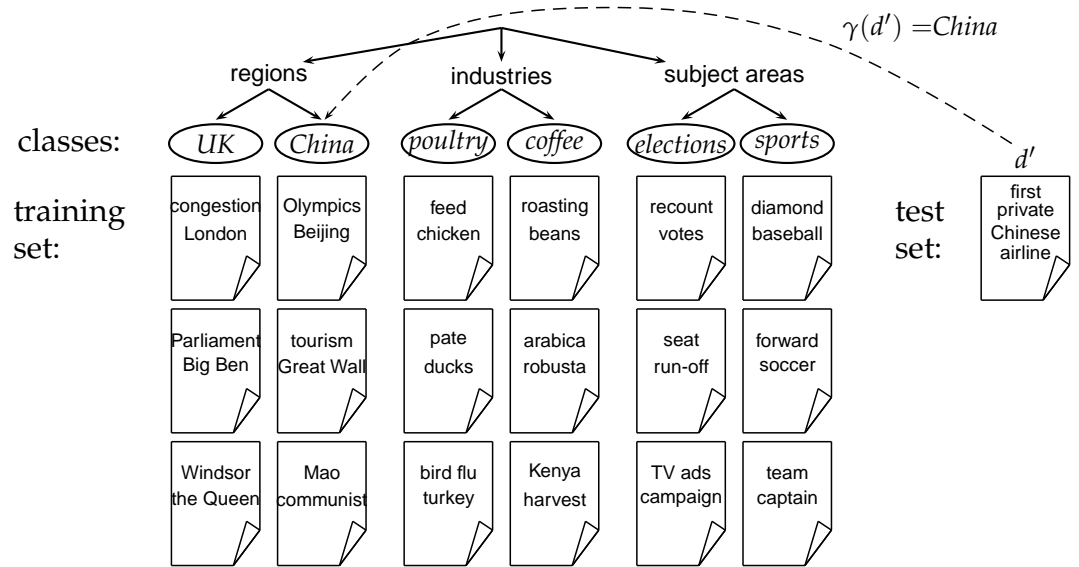 γ(d′) =China
regions
industries
subject areas
classes:
UK
China
poultry
coffee
elections
sports
d′
training
set:
congestion
London
Olympics
Beijing
feed
chicken
roasting
beans
recount
votes
diamond
baseball
test
set:
first
private
Chinese
airline
Parliament
Big Ben
tourism
Great Wall
pate
ducks
arabica
robusta
seat
run-off
forward
soccer
Windsor
the Queen
Mao
communist
bird flu
turkey
Kenya
harvest
TV ads
campaign
team
captain